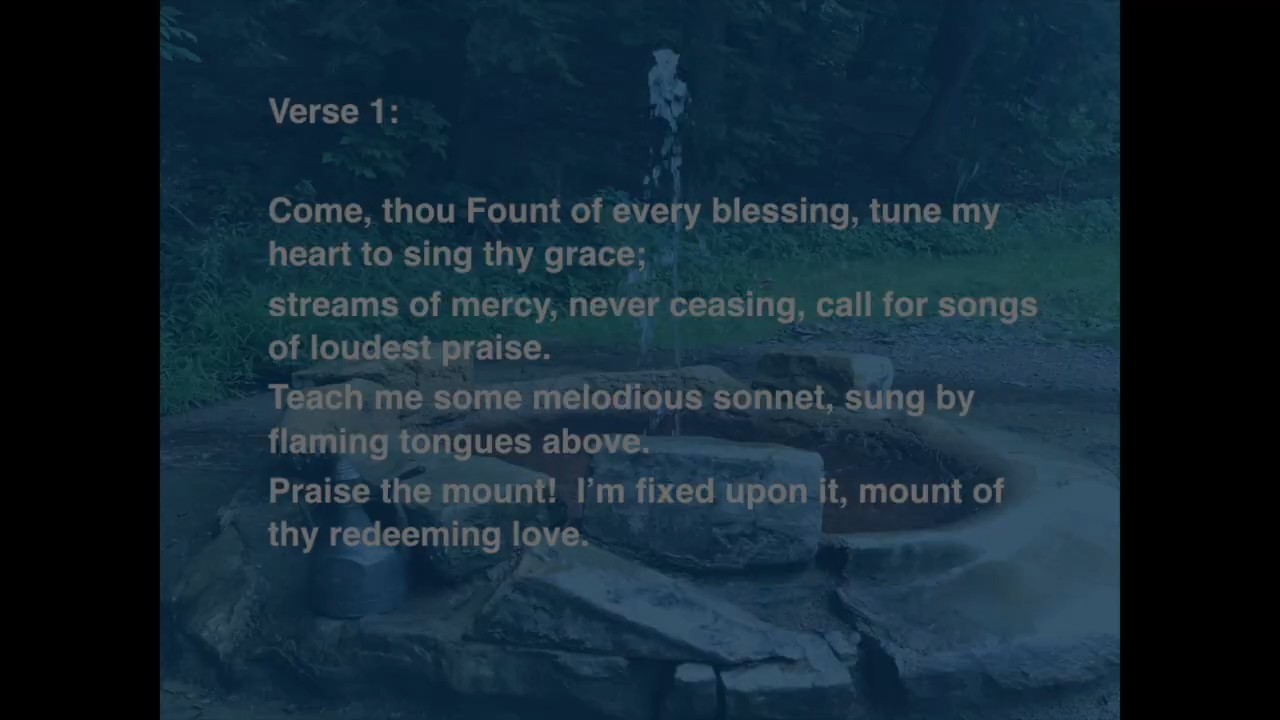 Verse 1:
Come, thou Fount of every blessing, tune my
heart to sing thy grace;
streams of mercy, never ceasing, call for songs
of loudest praise.
Teach me some melodious sonnet, sung by
flaming tongues above.
Praise the mount!  I’m fixed upon it, mount of
thy redeeming love.